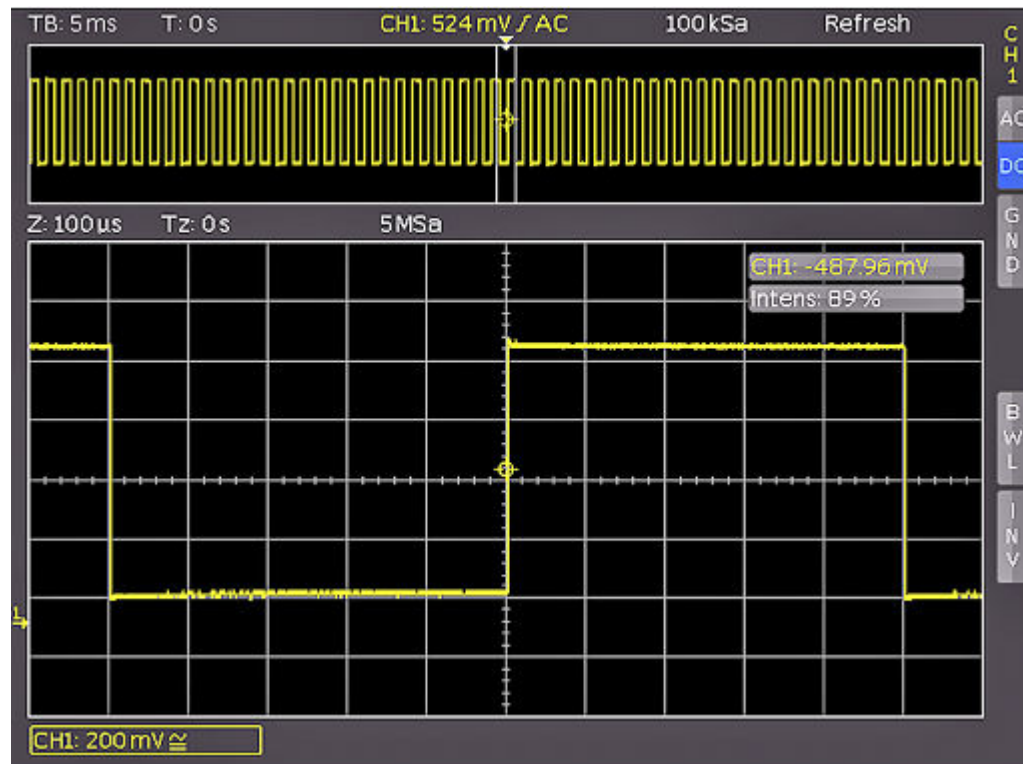 TB: 5ms T: 0s CH1: 524mV ⎍ AC 100kSa Refresh
CH1
AC
DC
Z: 100µs Tz: 0s 5MSa
GND
CH1: -487.96mV
Intens: 89%
BWL
INV
1
CH1: 200mV ≅